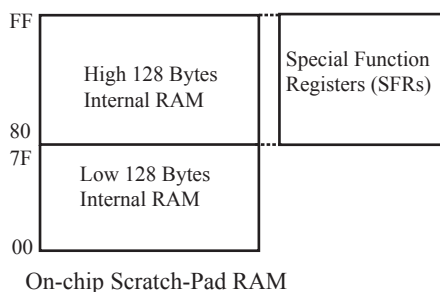 FF
High 128 Bytes
Internal RAM
Special Function
Registers (SFRs)
80
7F
Low 128 Bytes
Internal RAM
00
On-chip Scratch-Pad RAM